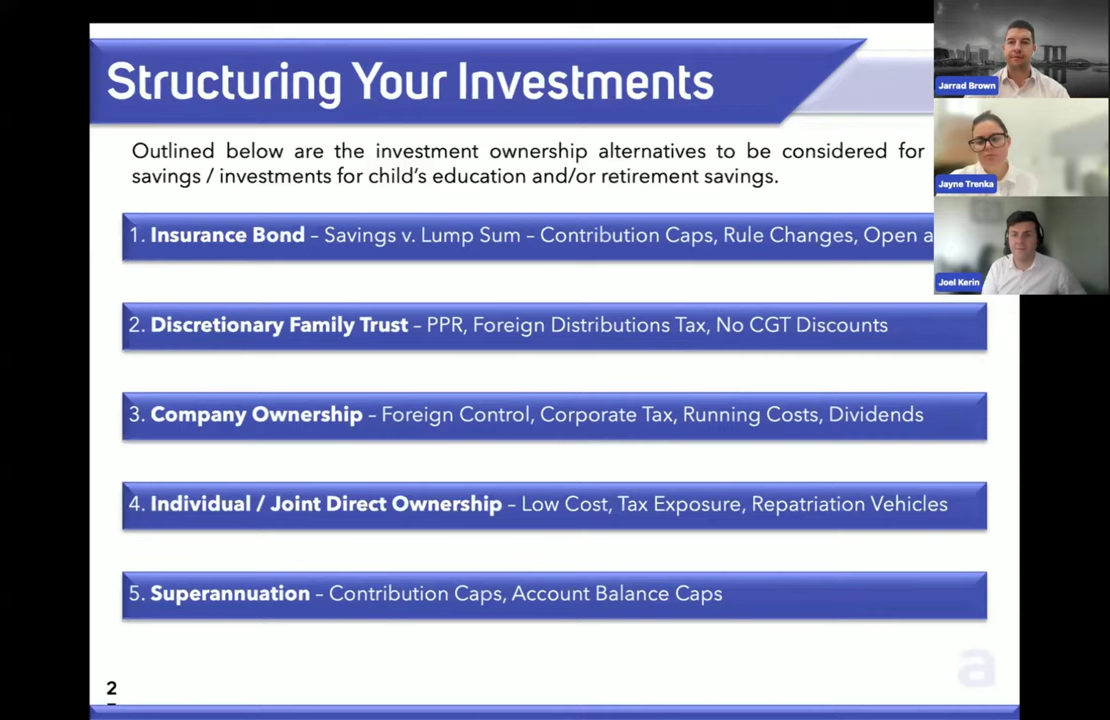 Structuring Your Investments
Outlined below are the investment ownership alternatives to be considered for
savings / investments for child's education and/or retirement savings.
1. Insurance Bond – Savings v. Lump Sum – Contribution Caps, Rule Changes, Open a
2. Discretionary Family Trust – PPR, Foreign Distributions Tax, No CGT Discounts
3. Company Ownership – Foreign Control, Corporate Tax, Running Costs, Dividends
4. Individual / Joint Direct Ownership – Low Cost, Tax Exposure, Repatriation Vehicles
5. Superannuation – Contribution Caps, Account Balance Caps
a
2
Jarrad Brown
Jayne Trenka
Joel Kerin